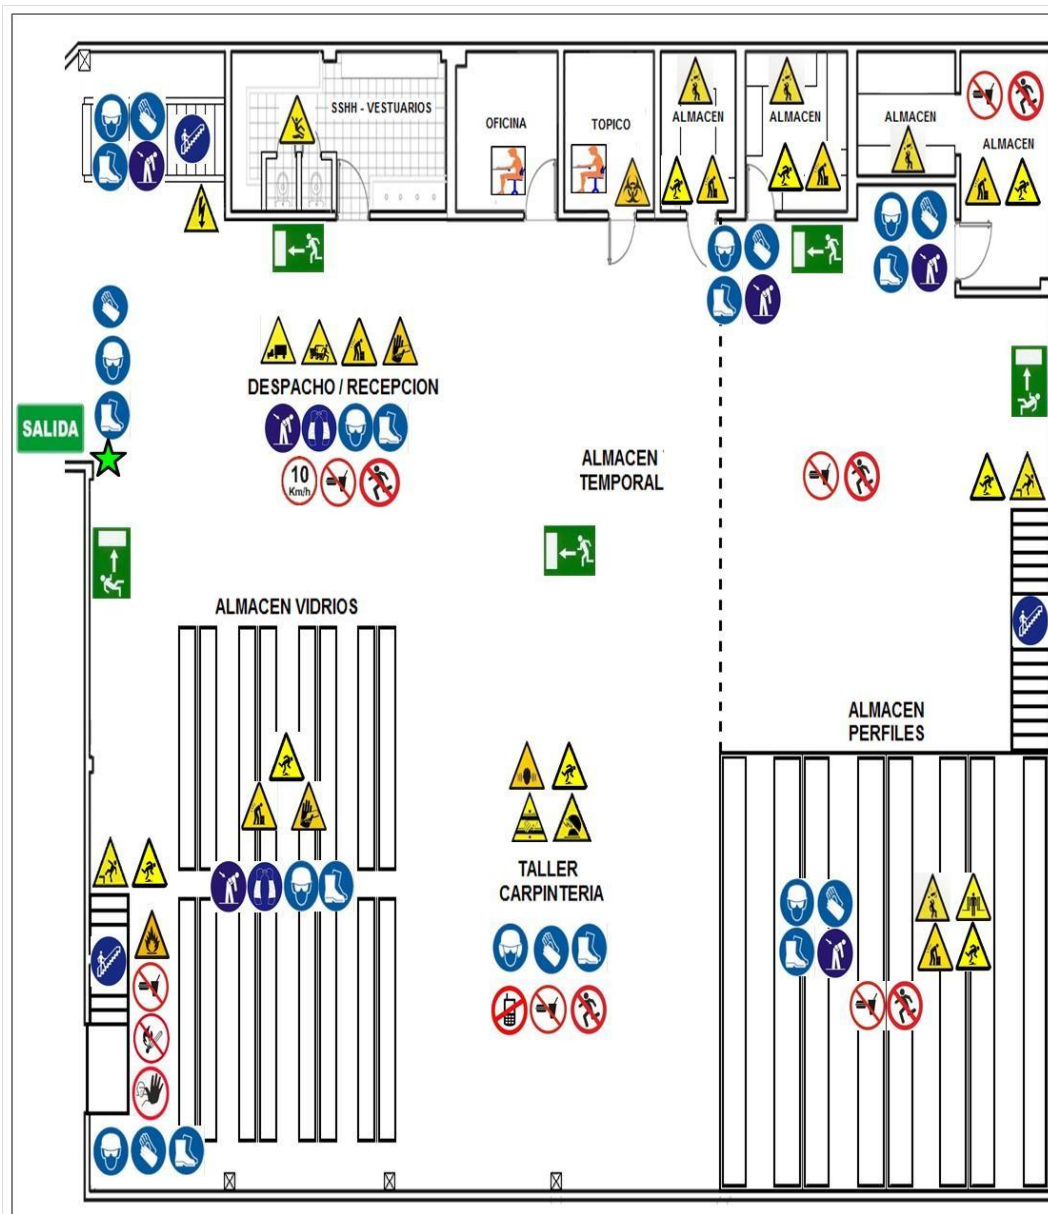 SSHH - VESTUARIOS
OFICINA
TOPICO
ALMACEN
ALMACEN
ALMACEN
ALMACEN
DESPACHO / RECEPCION
SALIDA
10
Km/h
ALMACEN
TEMPORAL
ALMACEN VIDRIOS
ALMACEN
PERFILES
TALLER
CARPINTERIA